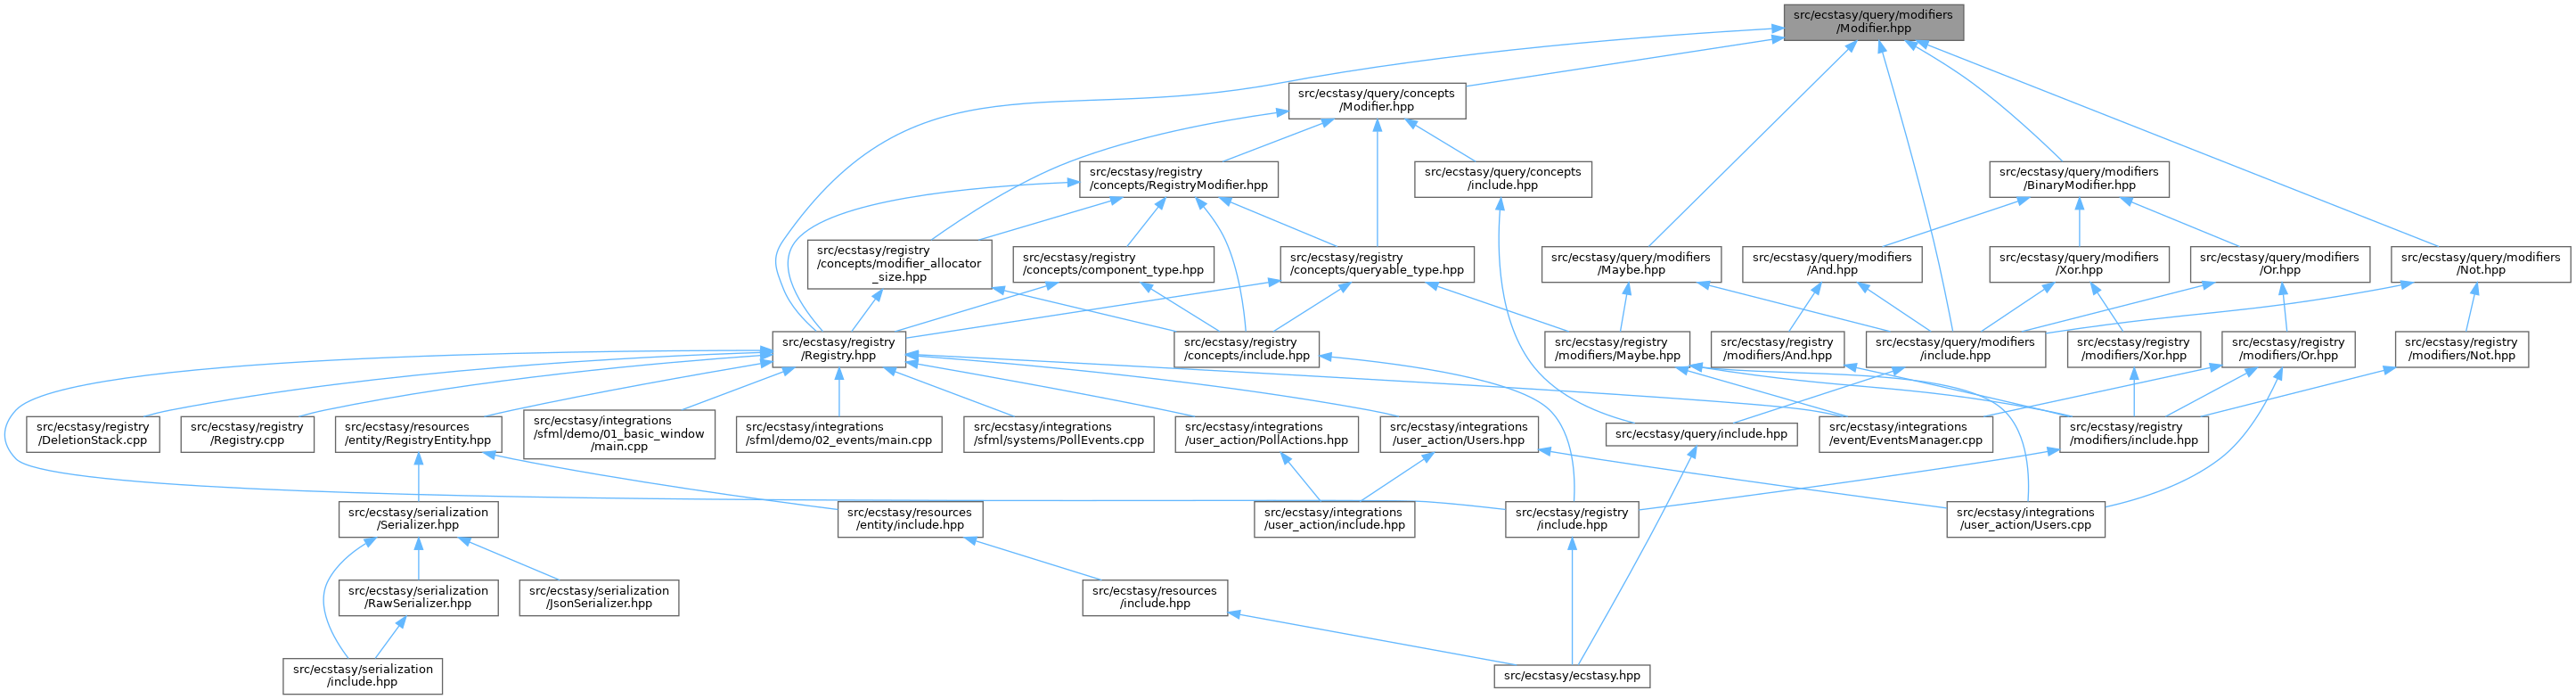 src/ecstasy/query/modifiers
/Modifier.hpp
src/ecstasy/query/concepts
/Modifier.hpp
src/ecstasy/registry
/concepts/RegistryModifier.hpp
src/ecstasy/query/concepts
/include.hpp
src/ecstasy/query/modifiers
/BinaryModifier.hpp
src/ecstasy/registry
/concepts/modifier_allocator
_size.hpp
src/ecstasy/registry
/concepts/component_type.hpp
src/ecstasy/registry
/concepts/queryable_type.hpp
src/ecstasy/query/modifiers
/Maybe.hpp
src/ecstasy/query/modifiers
/And.hpp
src/ecstasy/query/modifiers
/Xor.hpp
src/ecstasy/query/modifiers
/Or.hpp
src/ecstasy/query/modifiers
/Not.hpp
src/ecstasy/registry
/Registry.hpp
src/ecstasy/registry
/concepts/include.hpp
src/ecstasy/registry
/modifiers/Maybe.hpp
src/ecstasy/registry
/modifiers/And.hpp
src/ecstasy/query/modifiers
/include.hpp
src/ecstasy/registry
/modifiers/Xor.hpp
src/ecstasy/registry
/modifiers/Or.hpp
src/ecstasy/registry
/modifiers/Not.hpp
src/ecstasy/registry
/DeletionStack.cpp
src/ecstasy/registry
/Registry.cpp
src/ecstasy/resources
/entity/RegistryEntity.hpp
src/ecstasy/integrations
/sfml/demo/01_basic_window
/main.cpp
src/ecstasy/integrations
/sfml/demo/02_events/main.cpp
src/ecstasy/integrations
/sfml/systems/PollEvents.cpp
src/ecstasy/integrations
/user_action/PollActions.hpp
src/ecstasy/integrations
/user_action/Users.hpp
src/ecstasy/query/include.hpp
src/ecstasy/integrations
/event/EventsManager.cpp
src/ecstasy/registry
/modifiers/include.hpp
src/ecstasy/serialization
/Serializer.hpp
src/ecstasy/resources
/entity/include.hpp
src/ecstasy/integrations
/user_action/include.hpp
src/ecstasy/registry
/include.hpp
src/ecstasy/integrations
/user_action/Users.cpp
src/ecstasy/serialization
/RawSerializer.hpp
src/ecstasy/serialization
/JsonSerializer.hpp
src/ecstasy/resources
/include.hpp
src/ecstasy/serialization
/include.hpp
src/ecstasy/ecstasy.hpp